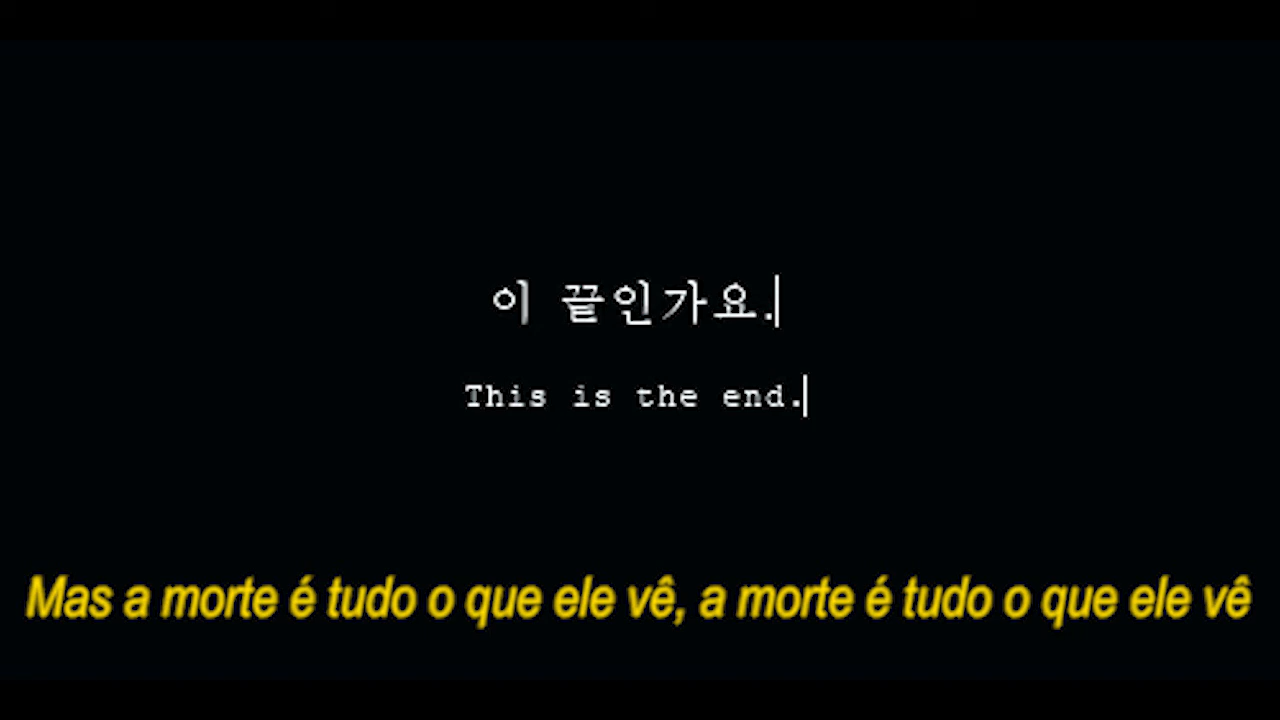 이 끝인가요.
This is the end.
Mas a morte é tudo o que ele vê, a morte é tudo o que ele vê